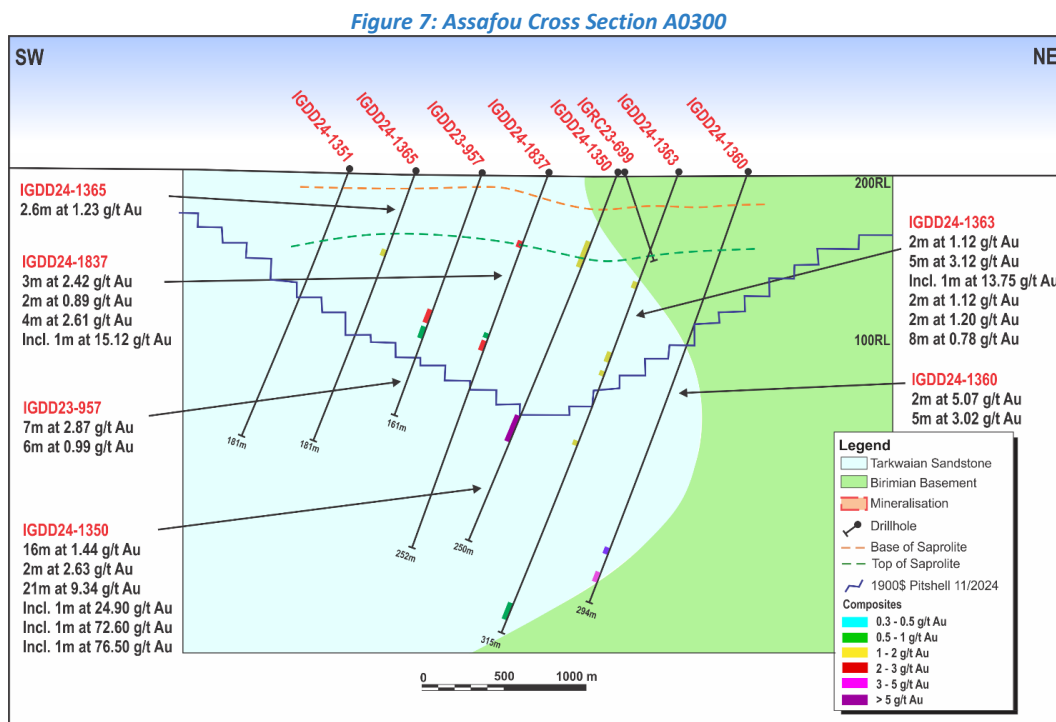 Figure 7: Assafou Cross Section A0300
SW
NE
IGDD24-1351
IGDD24-1365
IGDD23-957
IGDD24-1837
IGDD24-1350
IGRC23-699
IGDD24-1363
IGDD24-1360
200RL
100RL
IGDD24-1365
2.6m at 1.23 g/t Au
IGDD24-1837
3m at 2.42 g/t Au
2m at 0.89 g/t Au
4m at 2.61 g/t Au
Incl. 1m at 15.12 g/t Au
IGDD23-957
7m at 2.87 g/t Au
6m at 0.99 g/t Au
IGDD24-1350
16m at 1.44 g/t Au
2m at 2.63 g/t Au
21m at 9.34 g/t Au
Incl. 1m at 24.90 g/t Au
Incl. 1m at 72.60 g/t Au
Incl. 1m at 76.50 g/t Au
IGDD24-1363
2m at 1.12 g/t Au
5m at 3.12 g/t Au
Incl. 1m at 13.75 g/t Au
2m at 1.12 g/t Au
2m at 1.20 g/t Au
8m at 0.78 g/t Au
IGDD24-1360
2m at 5.07 g/t Au
5m at 3.02 g/t Au
181m
181m
161m
252m
250m
315m
294m
Legend
Tarkwaian Sandstone
Birimian Basement
Mineralisation
Drillhole
Base of Saprolite
Top of Saprolite
1900$ Pitshell 11/2024
Composites
0.3 - 0.5 g/t Au
0.5 - 1 g/t Au
1 - 2 g/t Au
2 - 3 g/t Au
3 - 5 g/t Au
> 5 g/t Au
0 500 1000 m